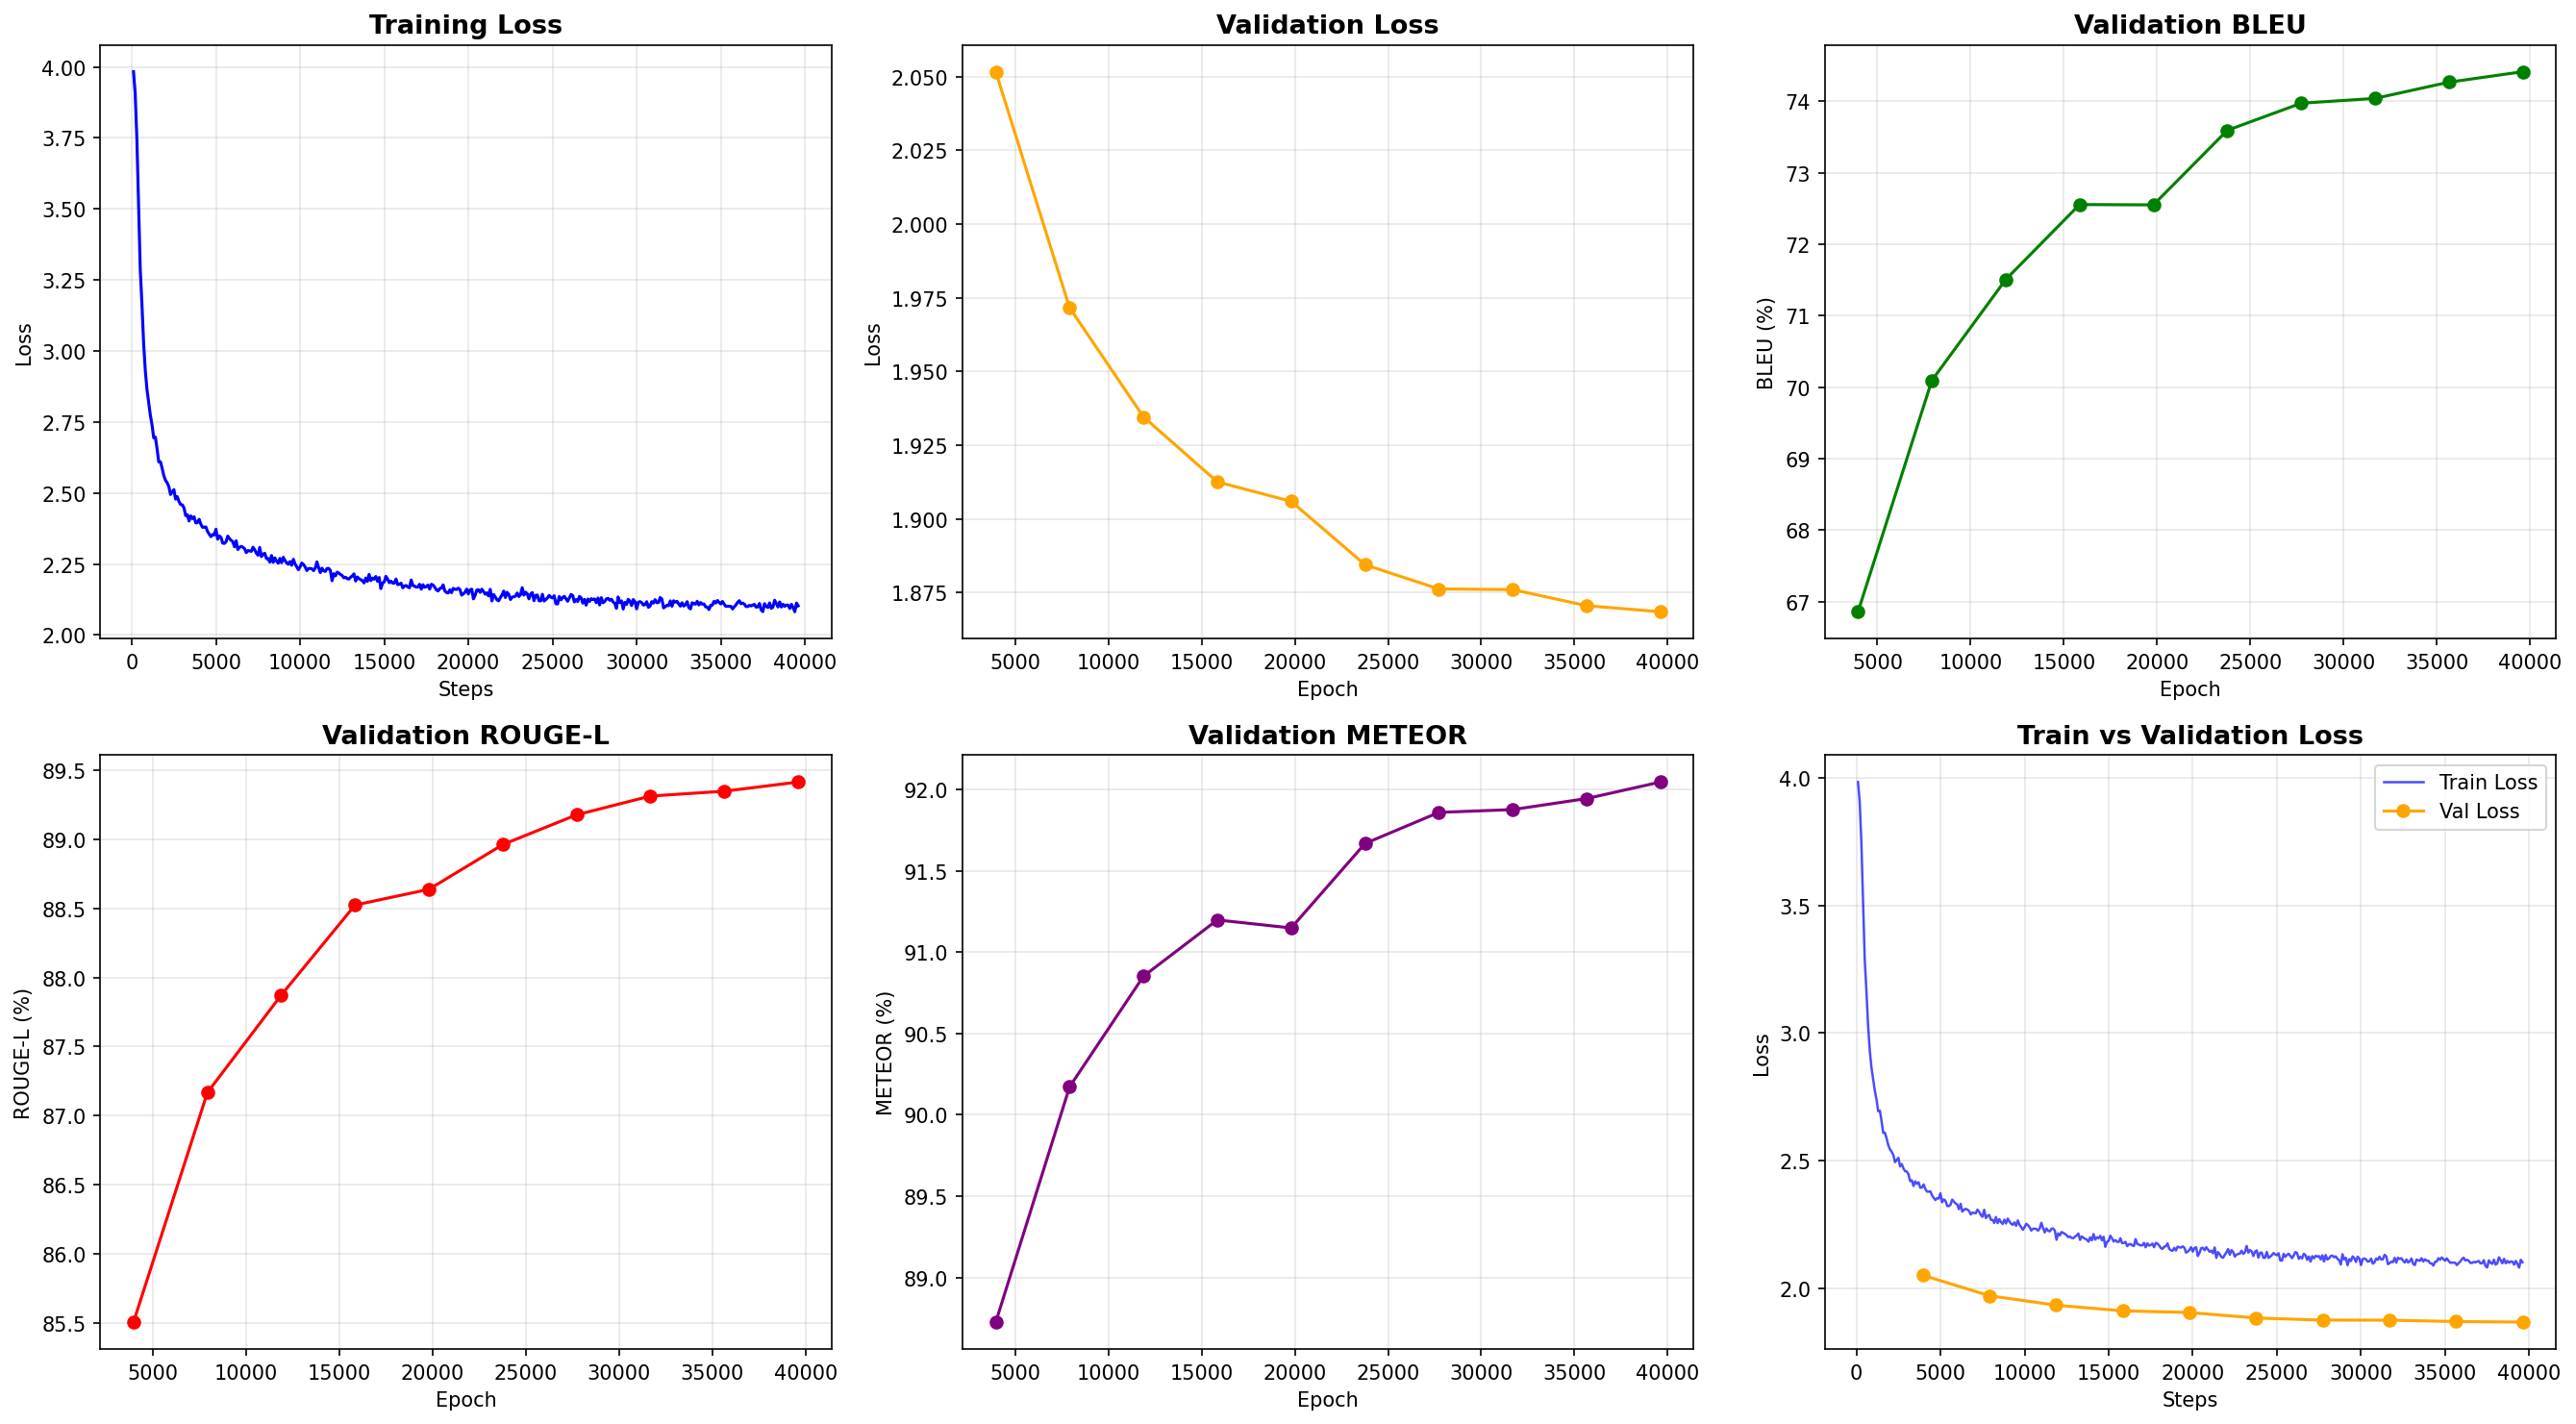 Training Loss
Loss
4.00
3.75
3.50
3.25
3.00
2.75
2.50
2.25
2.00
0 5000 10000 15000 20000 25000 30000 35000 40000
Steps
Validation Loss
Loss
2.050
2.025
2.000
1.975
1.950
1.925
1.900
1.875
5000 10000 15000 20000 25000 30000 35000 40000
Epoch
Validation BLEU
BLEU (%)
74
73
72
71
70
69
68
67
5000 10000 15000 20000 25000 30000 35000 40000
Epoch
Validation ROUGE-L
ROUGE-L (%)
89.5
89.0
88.5
88.0
87.5
87.0
86.5
86.0
85.5
5000 10000 15000 20000 25000 30000 35000 40000
Epoch
Validation METEOR
METEOR (%)
92.0
91.5
91.0
90.5
90.0
89.5
89.0
5000 10000 15000 20000 25000 30000 35000 40000
Epoch
Train vs Validation Loss
Train Loss
Val Loss
Loss
4.0
3.5
3.0
2.5
2.0
0 5000 10000 15000 20000 25000 30000 35000 40000
Steps